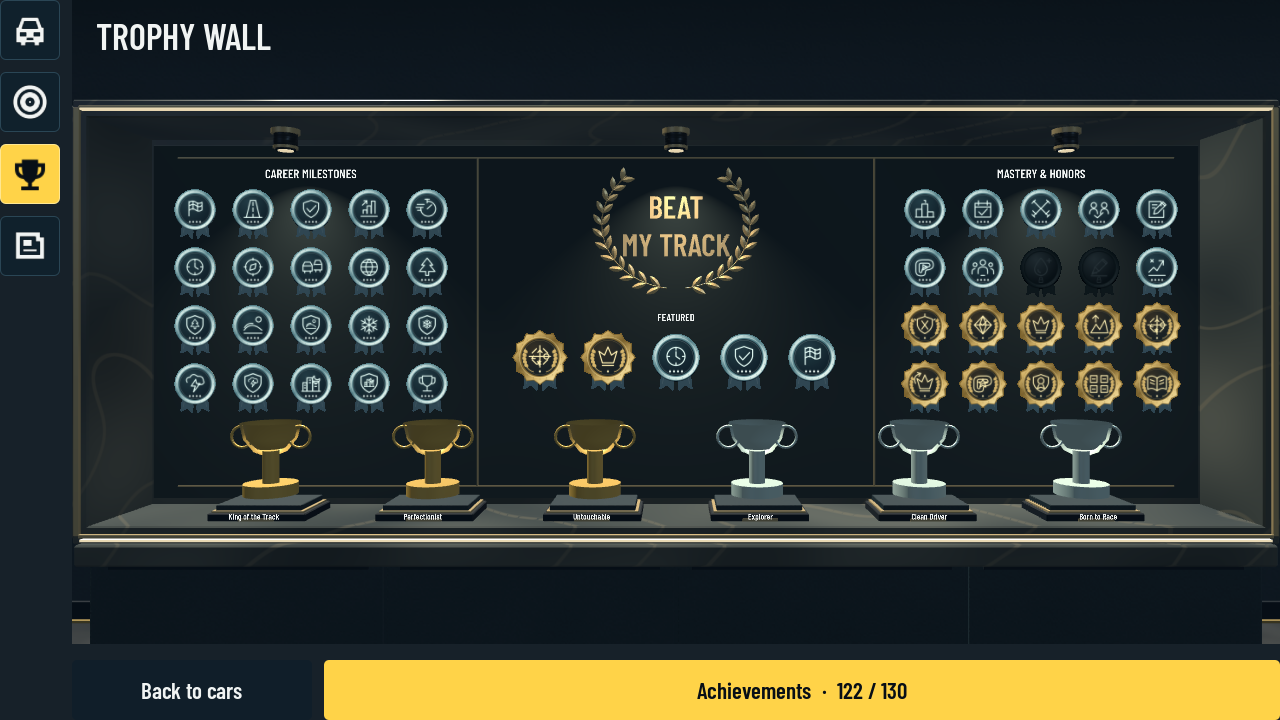 TROPHY WALL
CAREER MILESTONES
BEAT
MY TRACK
MASTERY & HONORS
FEATURED
King of the Track
Perfectionist
Untouchable
Explorer
Clean Driver
Born to Race
Back to cars
Achievements · 122 / 130